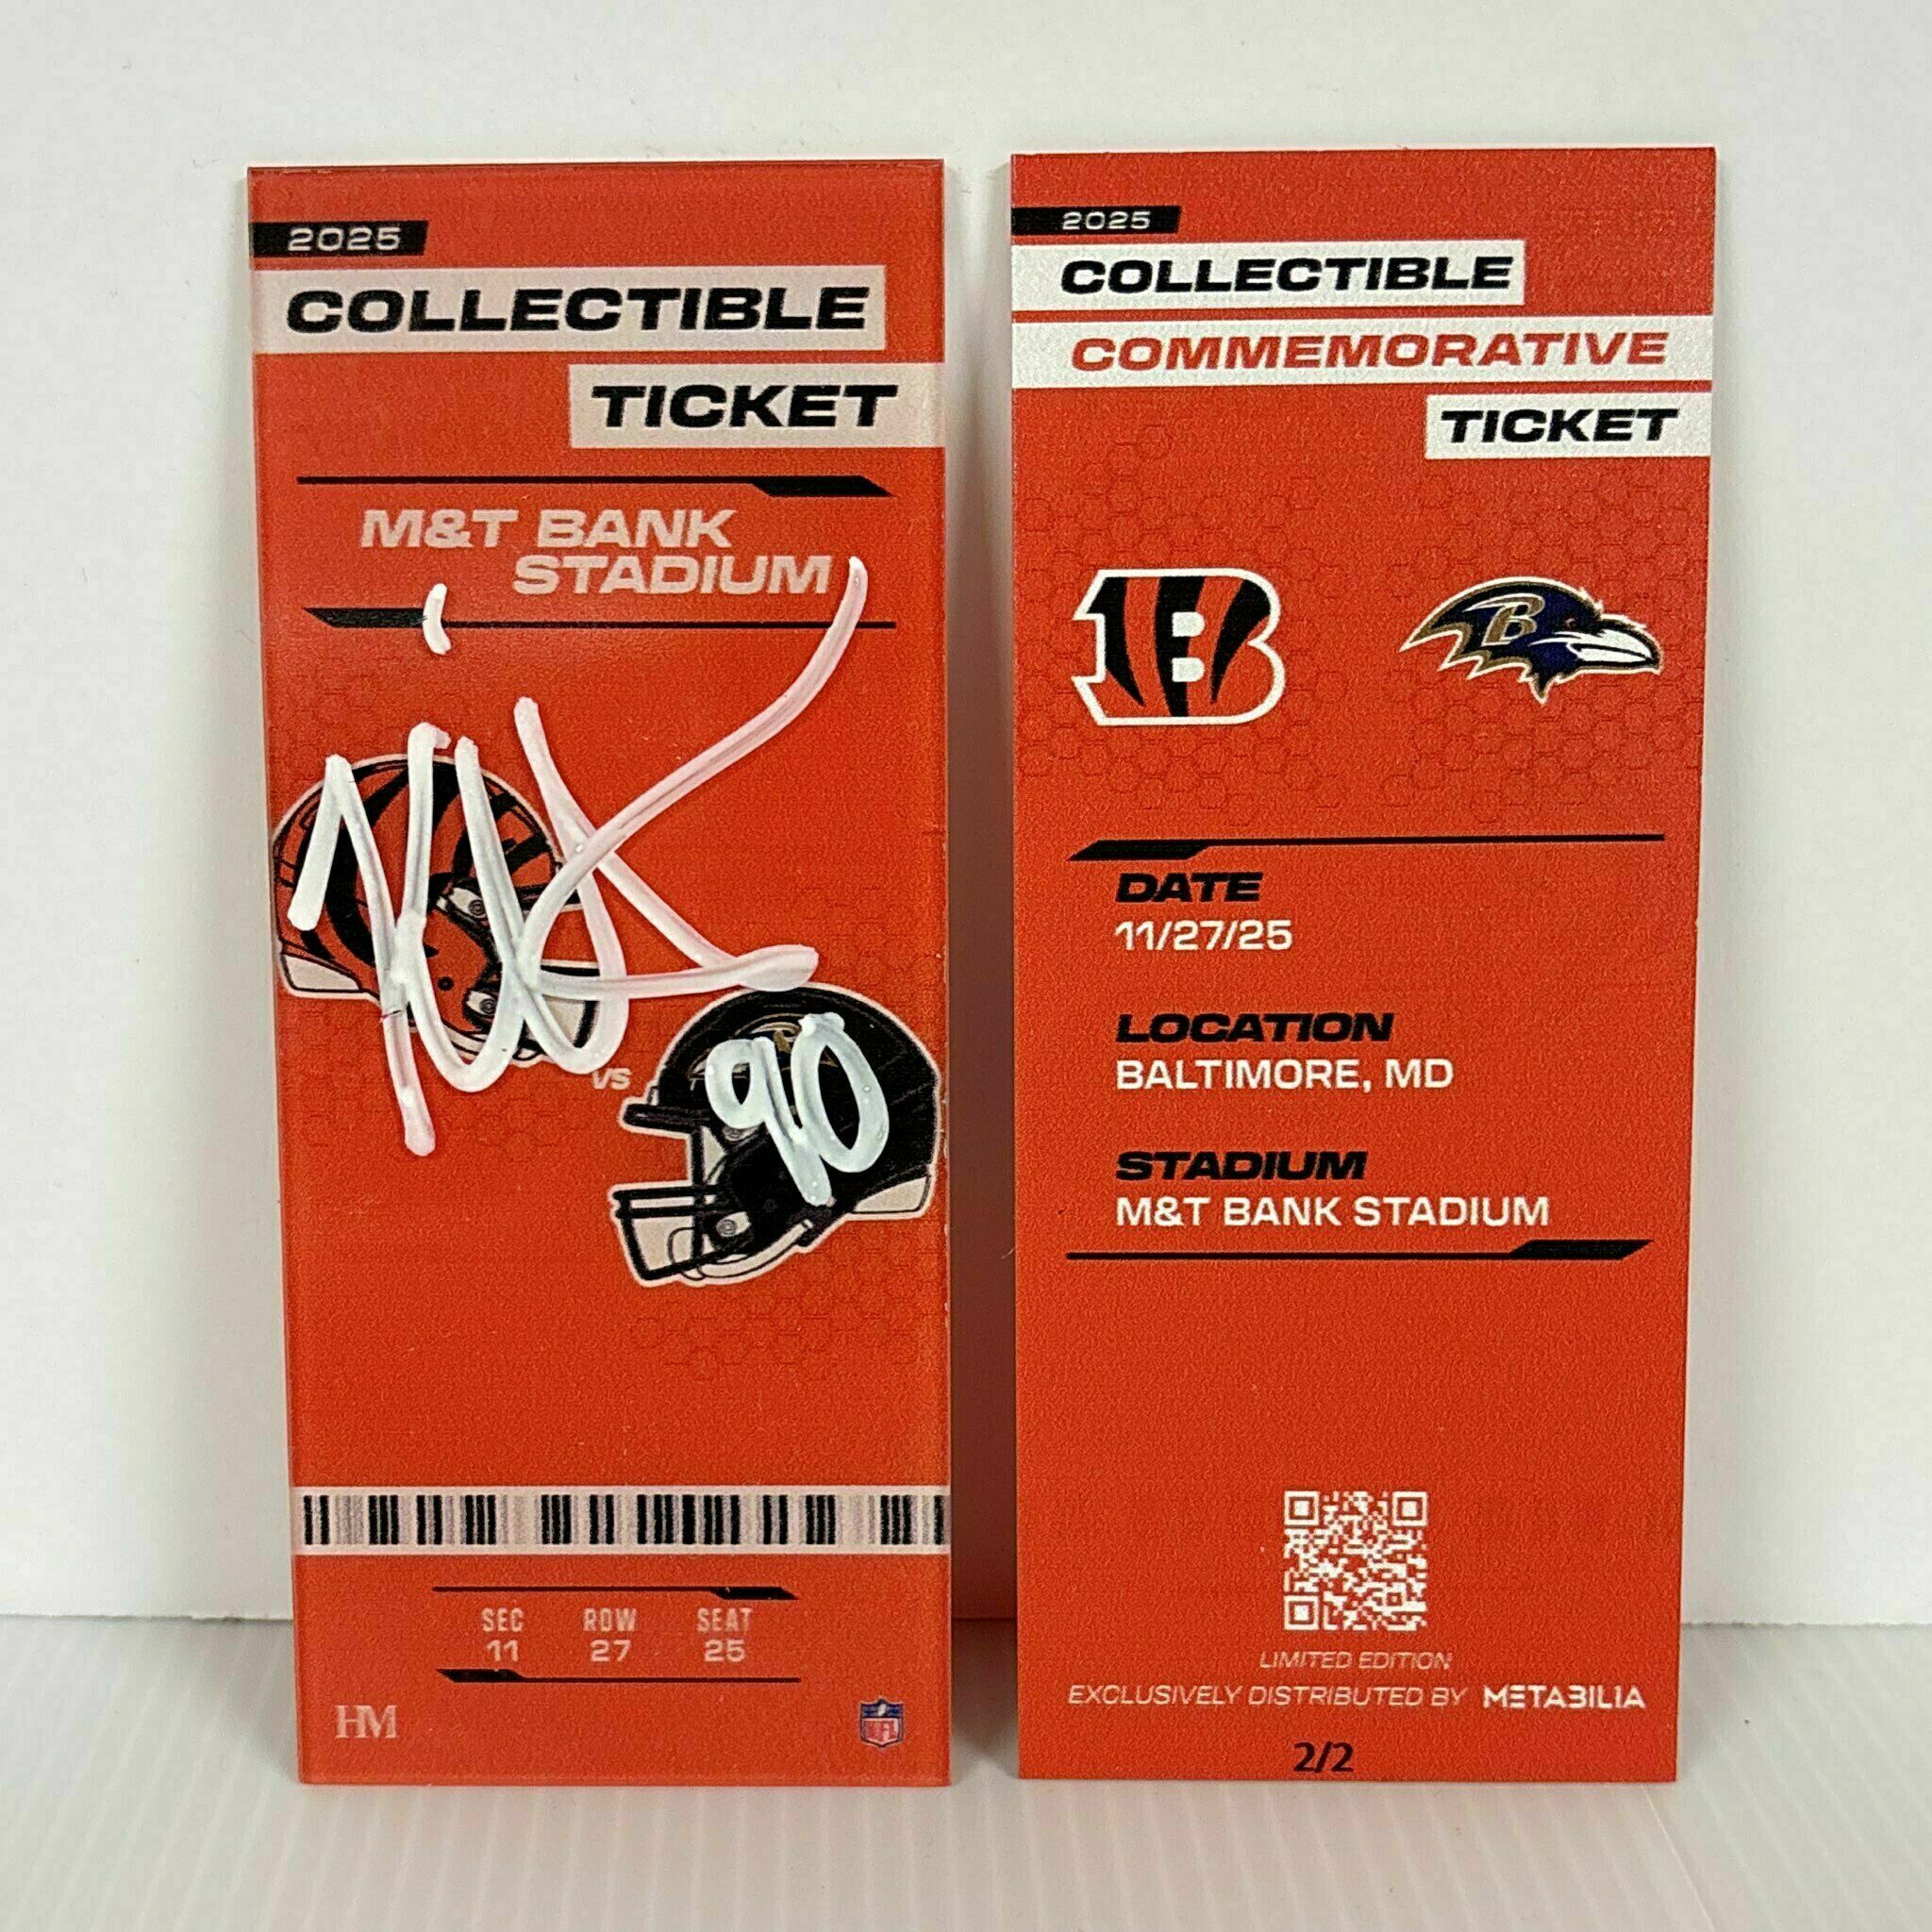 2025
COLLECTIBLE
TICKET
M&T BANK
STADIUM
VS
90
SEC ROW SEAT
11 27 25
HM
NFL
2025
COLLECTIBLE
COMMEMORATIVE
TICKET
B
B
DATE
11/27/25
LOCATION
BALTIMORE, MD
STADIUM
M&T BANK STADIUM
LIMITED EDITION
EXCLUSIVELY DISTRIBUTED BY METABILIA
2/2